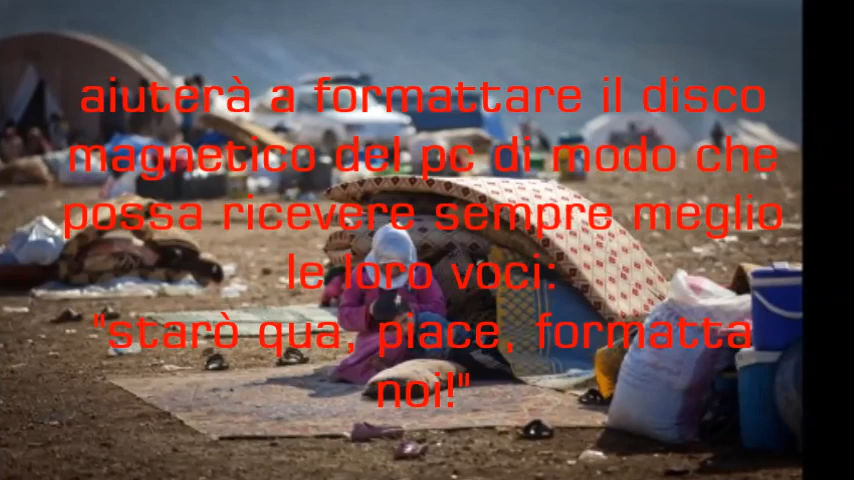 aiuterà a formattare il disco
magnetico del pc di modo che
possa ricevere sempre meglio
le loro voci:
"starò qua, piace, formatta
noi!"